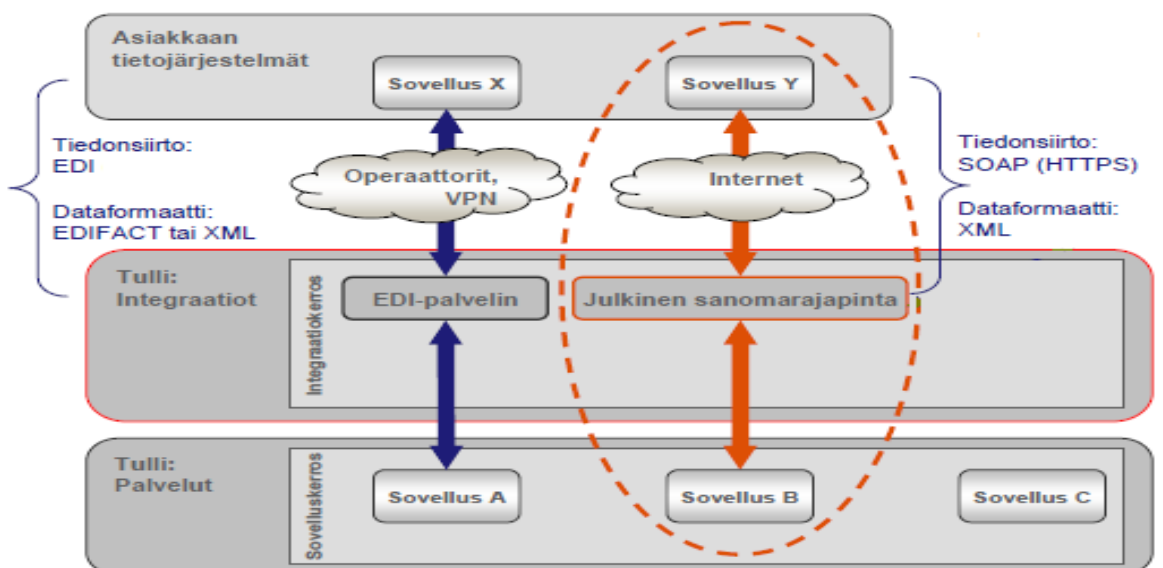 Asiakkaan
tietojärjestelmät
Sovellus X
Sovellus Y
Tiedonsiirto:
EDI
Dataformaatti:
EDIFACT tai XML
Operaattorit,
VPN
Internet
Tiedonsiirto:
SOAP (HTTPS)
Dataformaatti:
XML
Tulli:
Integraatiot
Integraatiokerros
EDI-palvelin
Julkinen sanomarajapinta
Tulli:
Palvelut
Sovelluskerros
Sovellus A
Sovellus B
Sovellus C